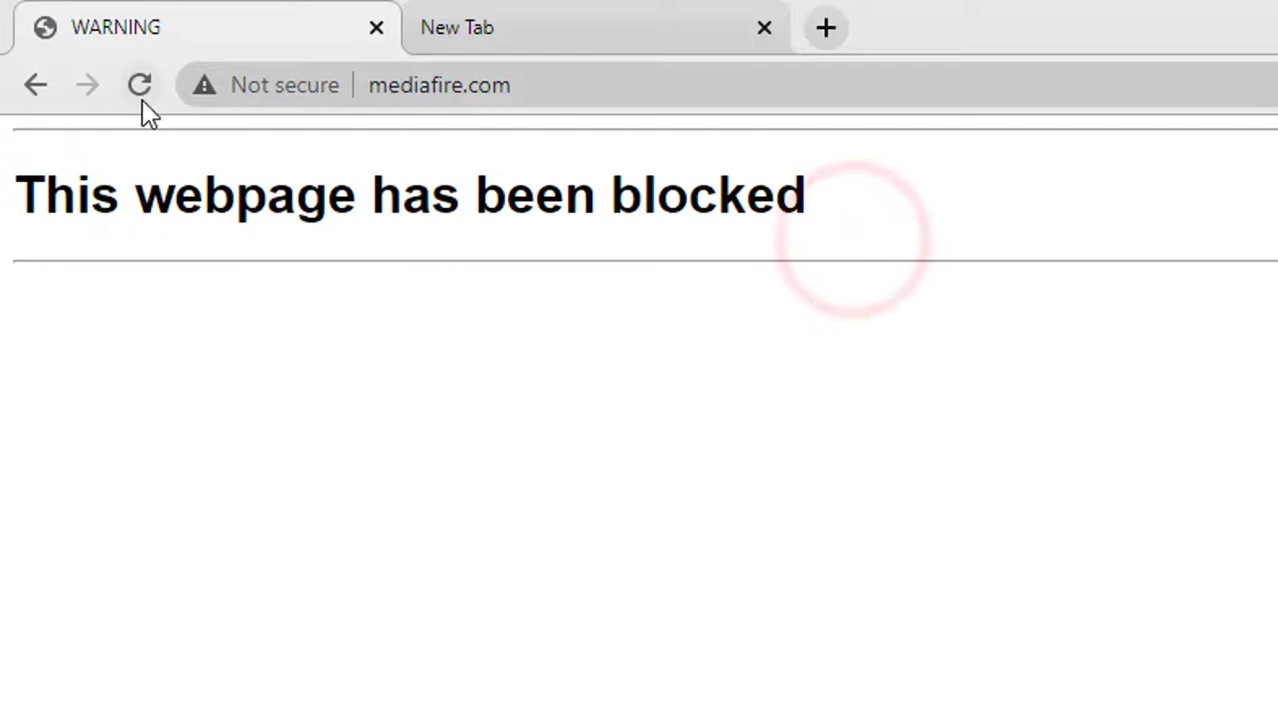 WARNING
New Tab
Not secure
mediafire.com
This webpage has been blocked